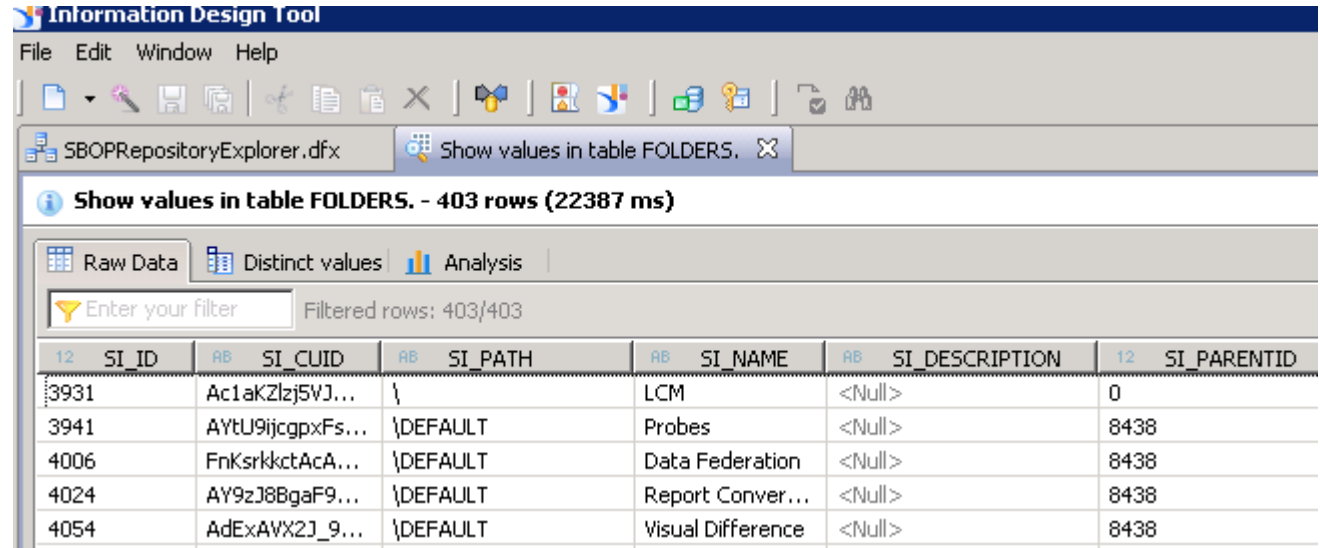 Information Design Tool
File Edit Window Help
SBOPRepositoryExplorer.dfx Show values in table FOLDERS.
Show values in table FOLDERS. - 403 rows (22387 ms)
Raw Data Distinct values Analysis
Enter your filter Filtered rows: 403/403
12 SI_ID AB SI_CUID AB SI_PATH AB SI_NAME AB SI_DESCRIPTION 12 SI_PARENTID
3931 Ac1aKZlzj5VJ... \ LCM <Null> 0
3941 AYtU9ijcgpxFs... \DEFAULT Probes <Null> 8438
4006 FnKsrkkctAcA... \DEFAULT Data Federation <Null> 8438
4024 AY9zJ8BgaF9... \DEFAULT Report Conver... <Null> 8438
4054 AdExAVX2J_9... \DEFAULT Visual Difference <Null> 8438